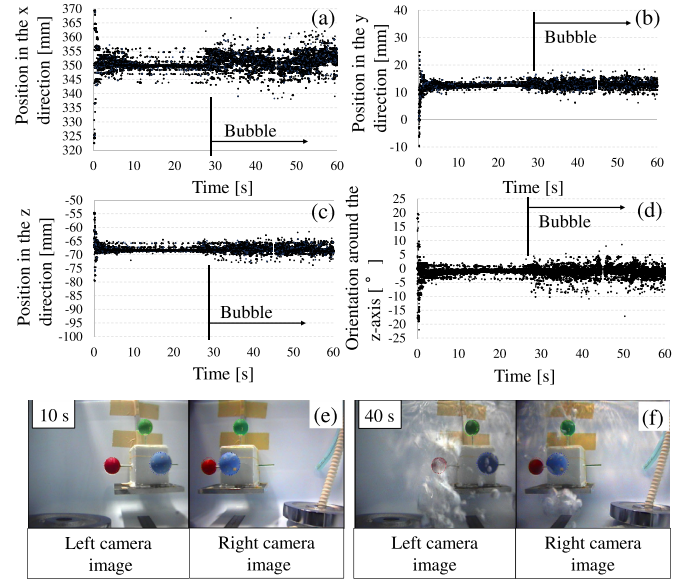 (a)
Position in the x
direction [mm]
370
365
360
355
350
345
340
335
330
325
320
Bubble
0 10 20 30 40 50 60
Time [s]
(b)
Position in the y
direction [mm]
40
30
20
10
0
-10
Bubble
0 10 20 30 40 50 60
Time [s]
(c)
Position in the z
direction [mm]
-50
-55
-60
-65
-70
-75
-80
-85
-90
-95
-100
Bubble
0 10 20 30 40 50 60
Time [s]
(d)
Orientation around the
z-axis [ ° ]
25
20
15
10
5
0
-5
-10
-15
-20
-25
Bubble
0 10 20 30 40 50 60
Time [s]
10 s
(e)
Left camera
image
Right camera
image
40 s
(f)
Left camera
image
Right camera
image